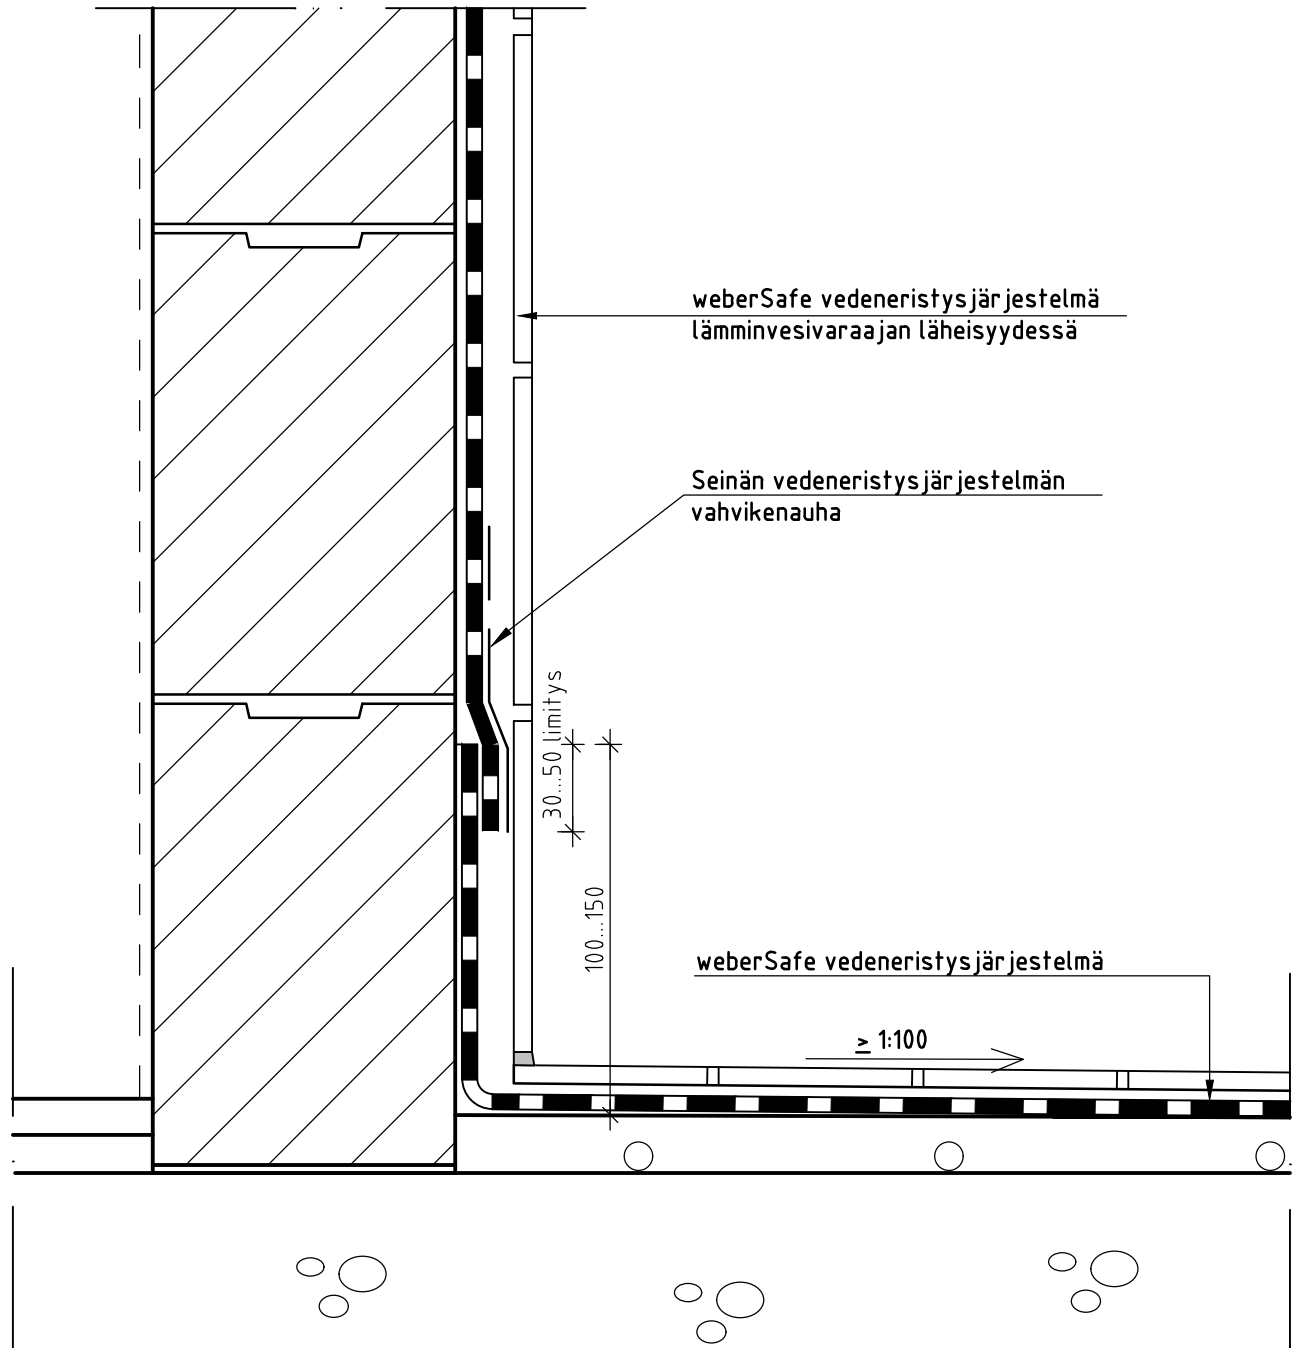 weberSafe vedeneristysjärjestelmä
lämminvesivaraajan läheisyydessä
Seinän vedeneristysjärjestelmän
vahvikenauha
30...50 limitys
100...150
weberSafe vedeneristysjärjestelmä
≥ 1:100